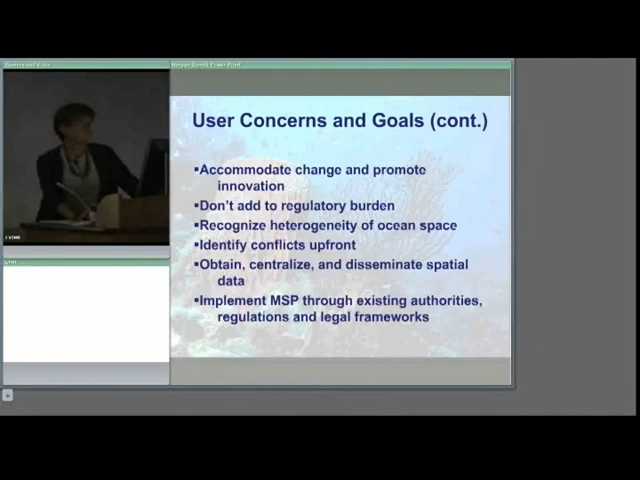 User Concerns and Goals (cont.)
▪Accommodate change and promote
innovation
▪Don't add to regulatory burden
▪Recognize heterogeneity of ocean space
▪Identify conflicts upfront
▪Obtain, centralize, and disseminate spatial
data
▪Implement MSP through existing authorities,
regulations and legal frameworks